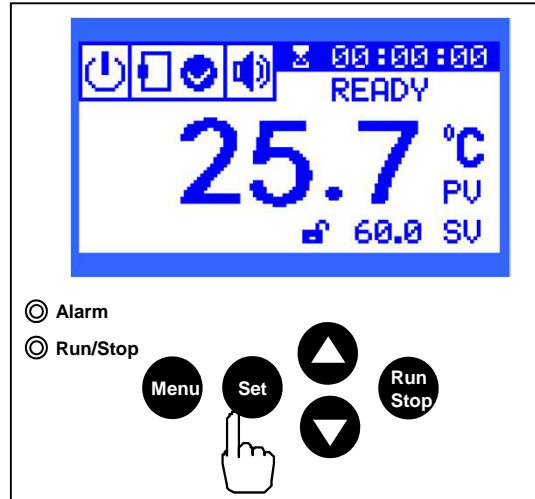 00:00:00
READY
25.7 °C
PV
60.0 SV
Alarm
Run/Stop
Menu
Set
Run
Stop